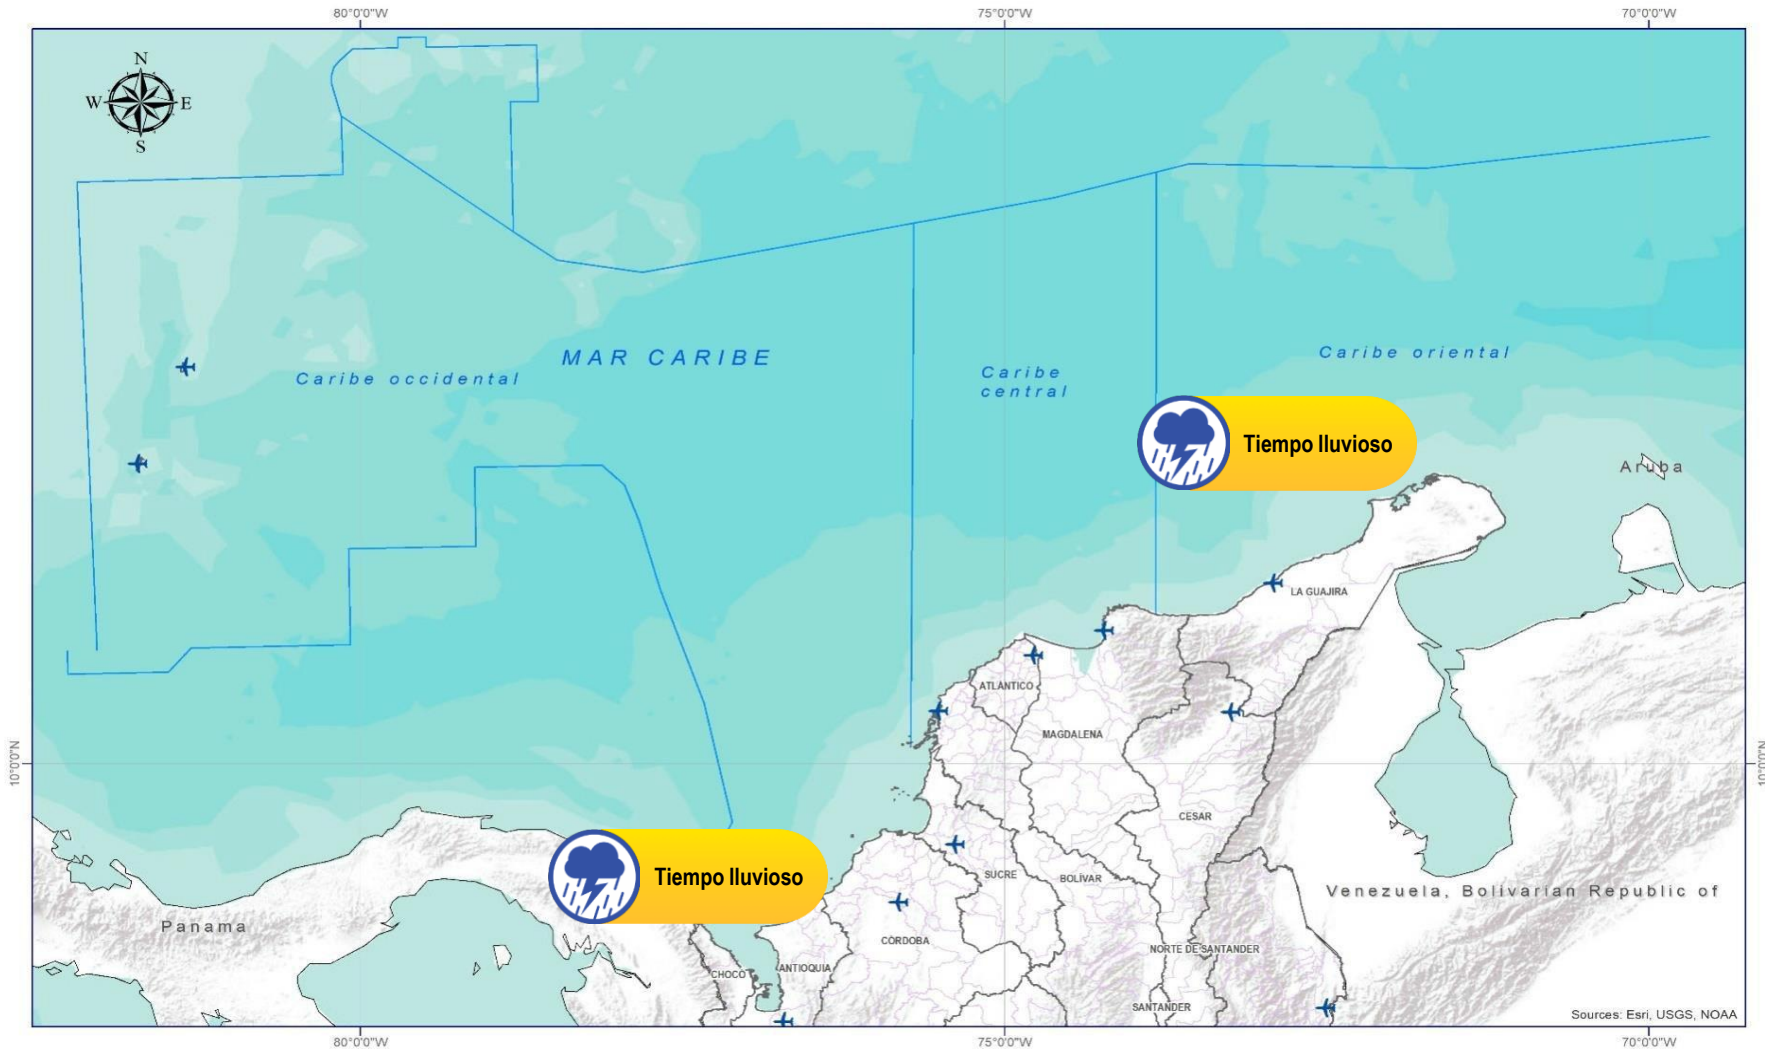 80°0'0"W
75°0'0"W
70°0'0"W
N
W
E
S
MAR CARIBE
Caribe occidental
Caribe
central
Caribe oriental
Tiempo lluvioso
Aruba
LA GUAJIRA
ATLÁNTICO
MAGDALENA
10°0'0"N
10°0'0"N
CESAR
Tiempo lluvioso
SUCRE
BOLÍVAR
Venezuela, Bolivarian Republic of
Panama
CÓRDOBA
NORTE DE SANTANDER
CHOCO
ANTIOQUIA
SANTANDER
Sources: Esri, USGS, NOAA
80°0'0"W
75°0'0"W
70°0'0"W